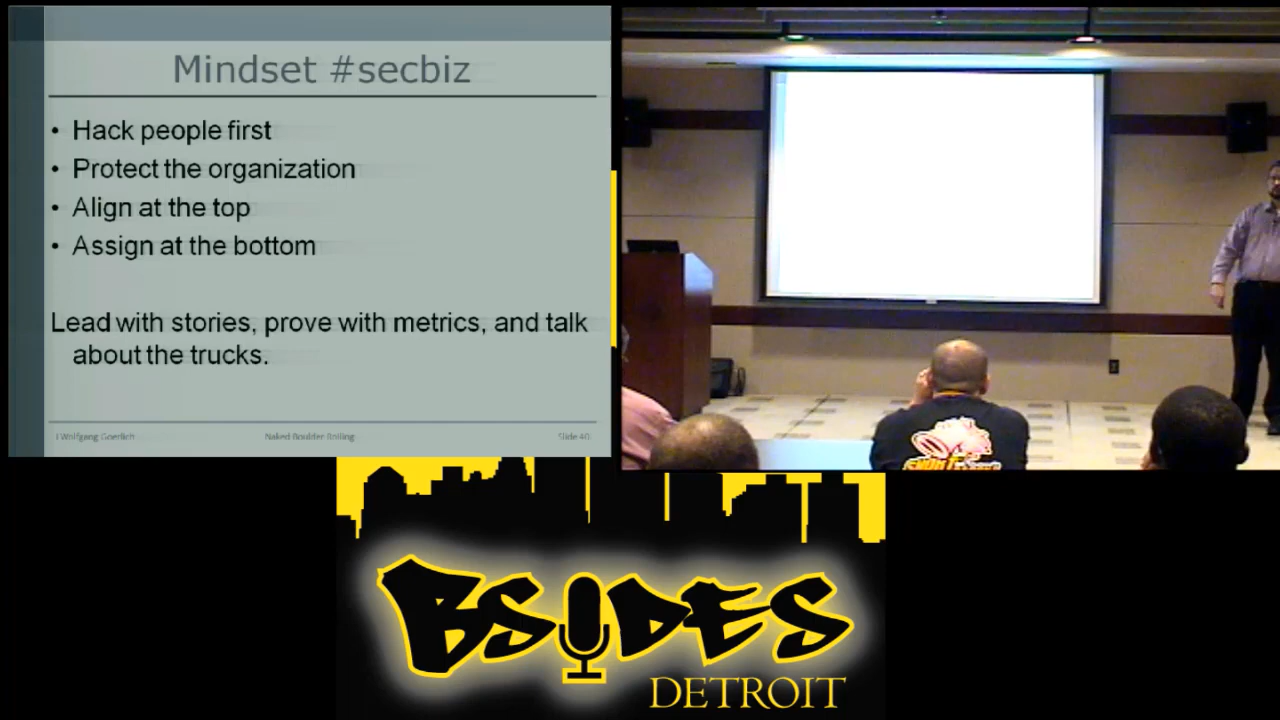 Mindset #secbiz
• Hack people first
• Protect the organization
• Align at the top
• Assign at the bottom
Lead with stories, prove with metrics, and talk
about the trucks.
J Wolfgang Goerlich
Naked Boulder Rolling
Slide 40
BSIDES
DETROIT